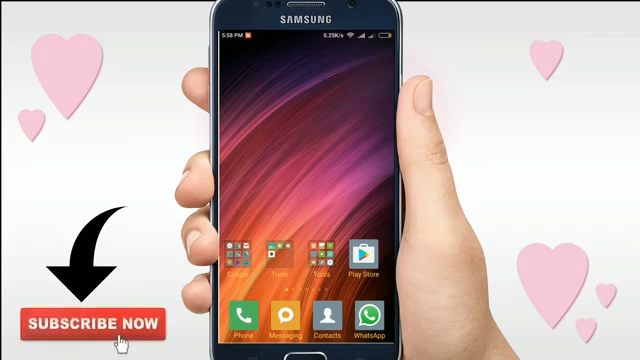 SAMSUNG
5:58 PM
0.25K/s
Google Tools Tools Play Store
Phone Messaging Contacts WhatsApp
SUBSCRIBE NOW